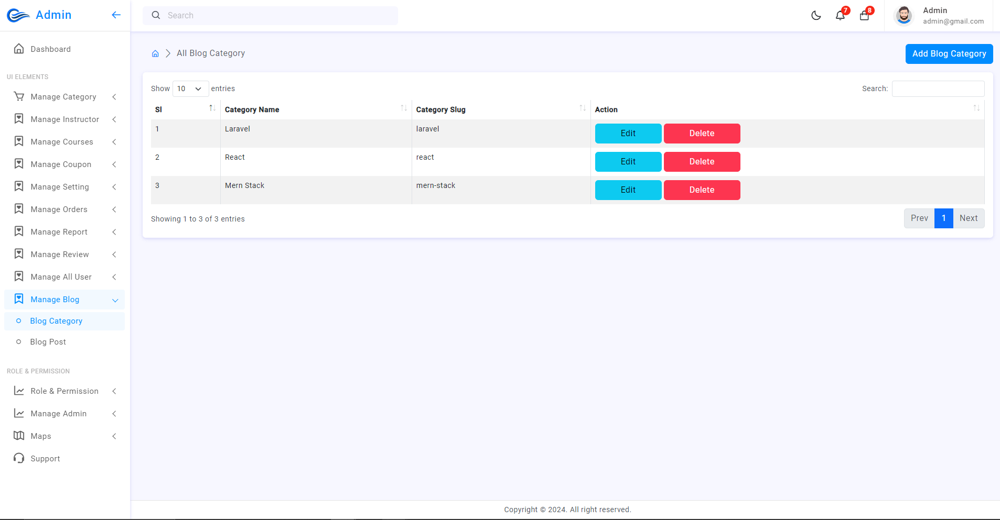 Admin
Search
7
8
Admin
admin@gmail.com
Dashboard
UI ELEMENTS
Manage Category
Manage Instructor
Manage Courses
Manage Coupon
Manage Setting
Manage Orders
Manage Report
Manage Review
Manage All User
Manage Blog
Blog Category
Blog Post
ROLE & PERMISSION
Role & Permission
Manage Admin
Maps
Support
All Blog Category
Add Blog Category
Show 10 entries
Search:
Sl Category Name Category Slug Action
1 Laravel laravel Edit Delete
2 React react Edit Delete
3 Mern Stack mern-stack Edit Delete
Showing 1 to 3 of 3 entries
Prev 1 Next
Copyright © 2024. All right reserved.